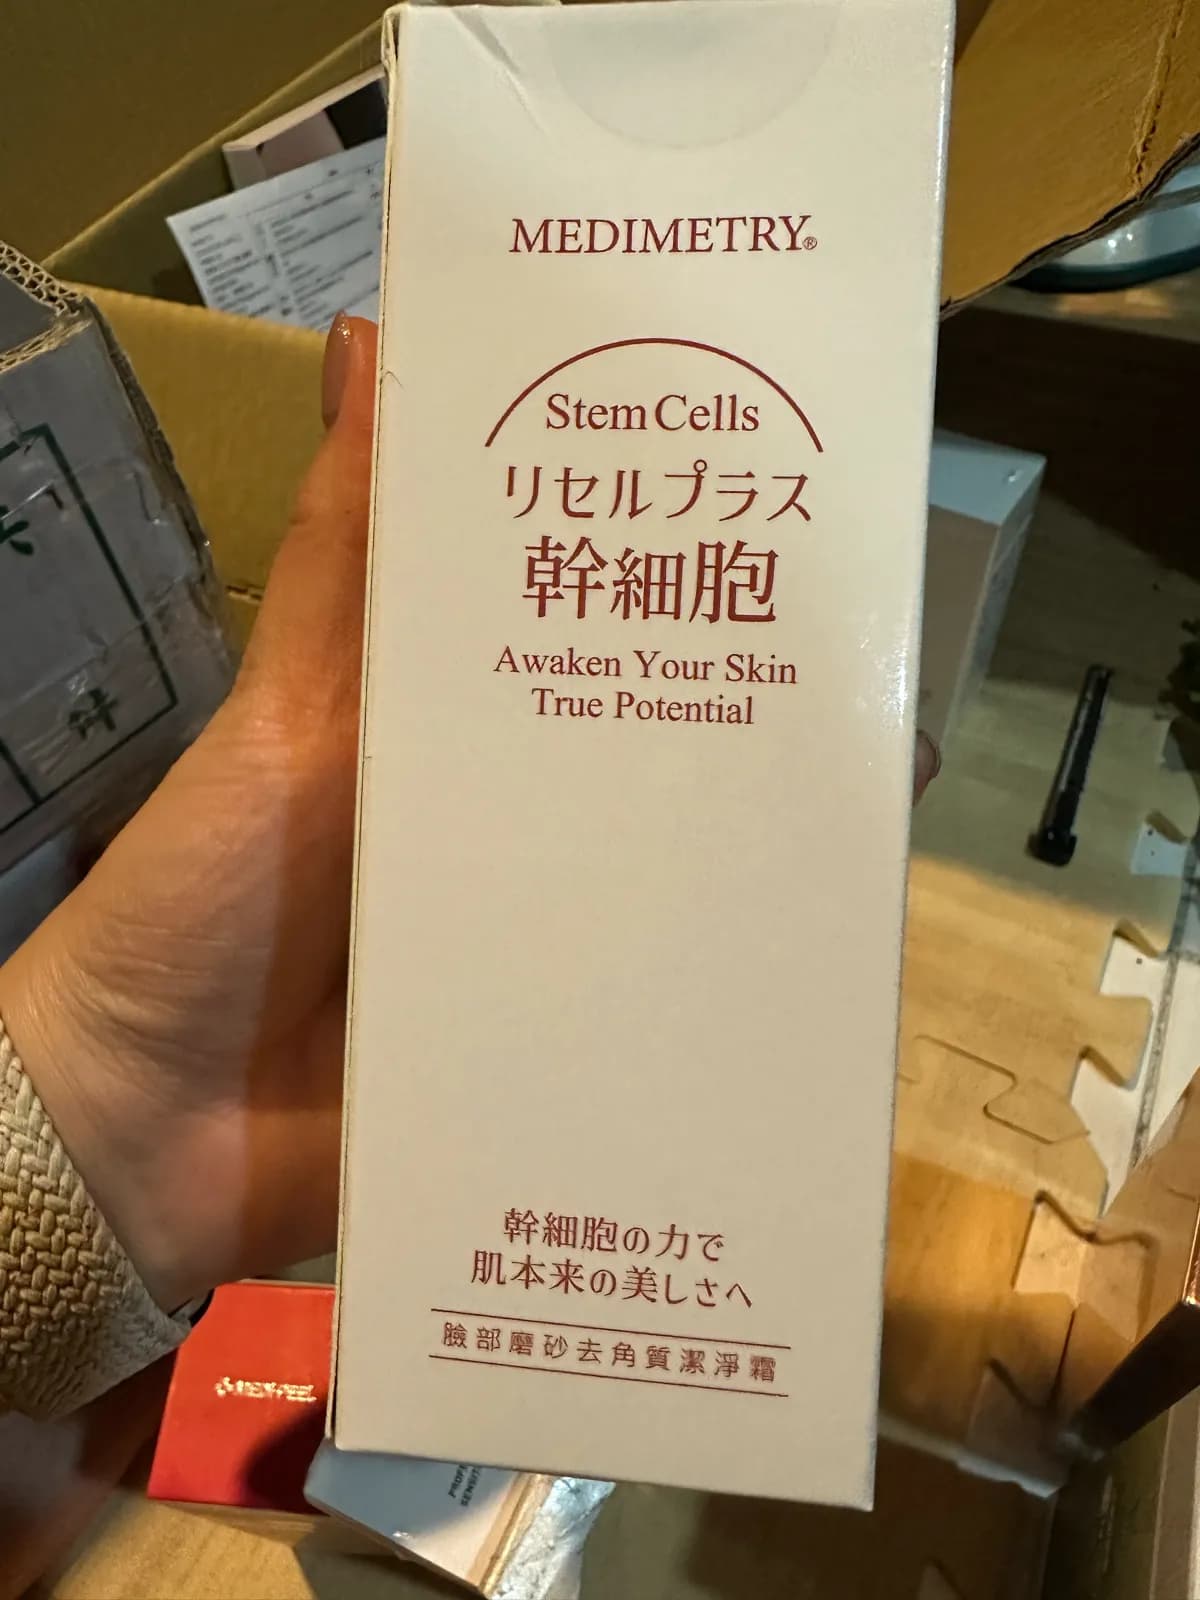 MEDIMETRY®
Stem Cells
リセルプラス
幹細胞
Awaken Your Skin
True Potential
幹細胞の力で
肌本来の美しさへ
臉部磨砂去角質潔淨霜
MEDI-PEEL